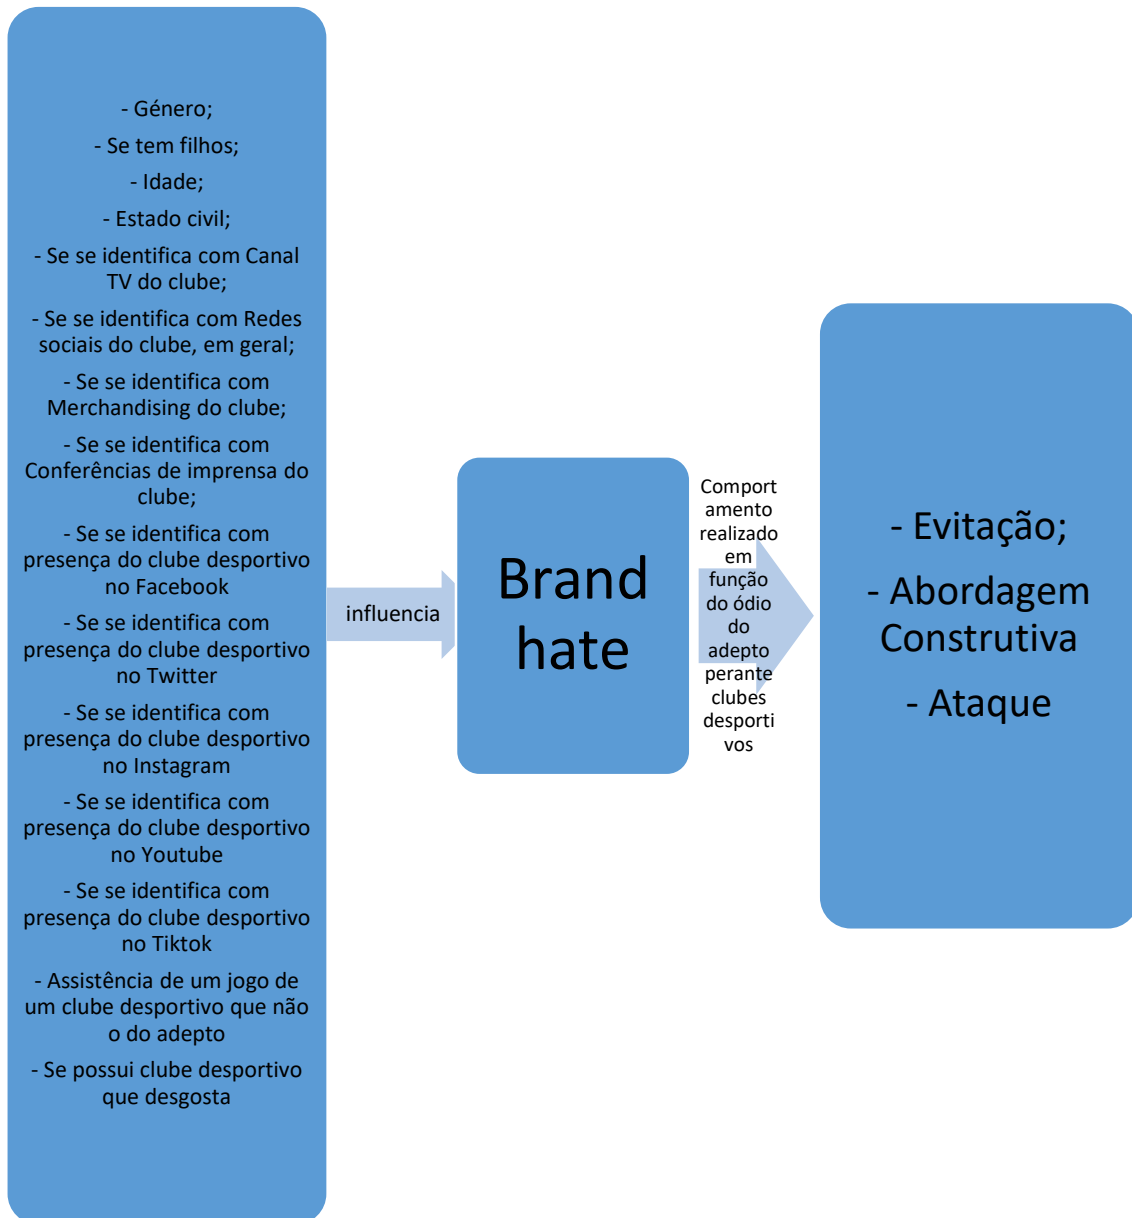 - Género;
- Se tem filhos;
- Idade;
- Estado civil;
- Se se identifica com Canal
TV do clube;
- Se se identifica com Redes
sociais do clube, em geral;
- Se se identifica com
Merchandising do clube;
- Se se identifica com
Conferências de imprensa do
clube;
- Se se identifica com
presença do clube desportivo
no Facebook
- Se se identifica com
presença do clube desportivo
no Twitter
- Se se identifica com
presença do clube desportivo
no Instagram
- Se se identifica com
presença do clube desportivo
no Youtube
- Se se identifica com
presença do clube desportivo
no Tiktok
- Assistência de um jogo de
um clube desportivo que não
o do adepto
- Se possui clube desportivo
que desgosta
influencia
Brand
hate
Comport
amento
realizado
em
função
do ódio
do
adepto
perante
clubes
desporti
vos
- Evitação;
- Abordagem
Construtiva
- Ataque